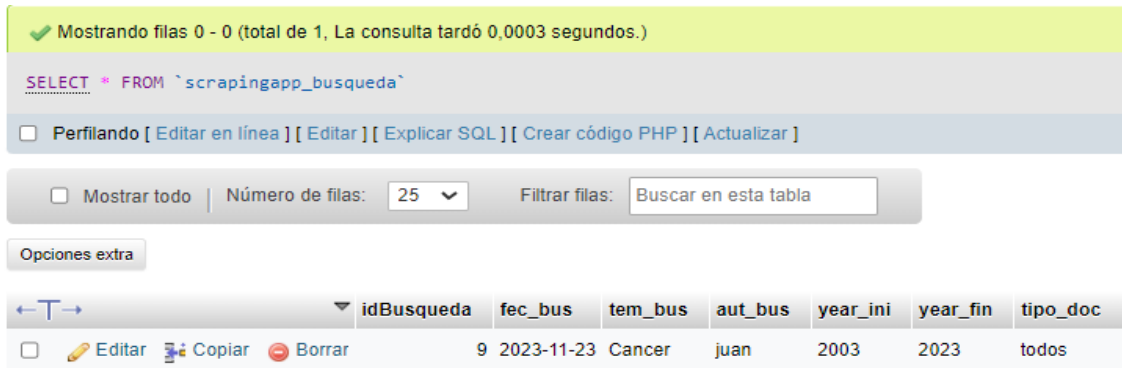 Mostrando filas 0 - 0 (total de 1, La consulta tardó 0,0003 segundos.)
SELECT * FROM `scrapingapp_busqueda`
Perfilando [ Editar en línea ] [ Editar ] [ Explicar SQL ] [ Crear código PHP ] [ Actualizar ]
Mostrar todo | Número de filas: 25 Filtrar filas: Buscar en esta tabla
Opciones extra
←T→ idBusqueda fec_bus tem_bus aut_bus year_ini year_fin tipo_doc
Editar Copiar Borrar 9 2023-11-23 Cancer juan 2003 2023 todos